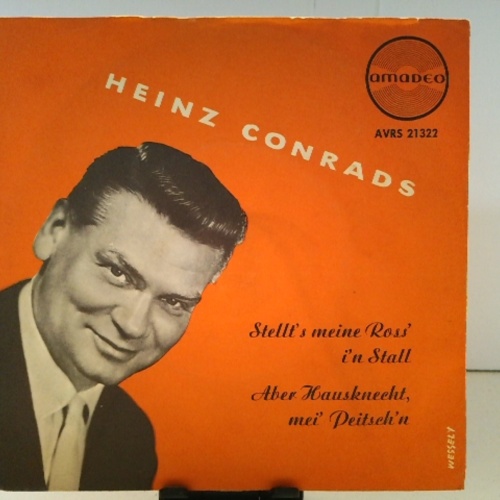 amadeo
AVRS 21322
HEINZ CONRADS
Stellt's meine Ross'
i'n Stall
Aber Hausknecht,
mei' Peitsch'n
WESSELY